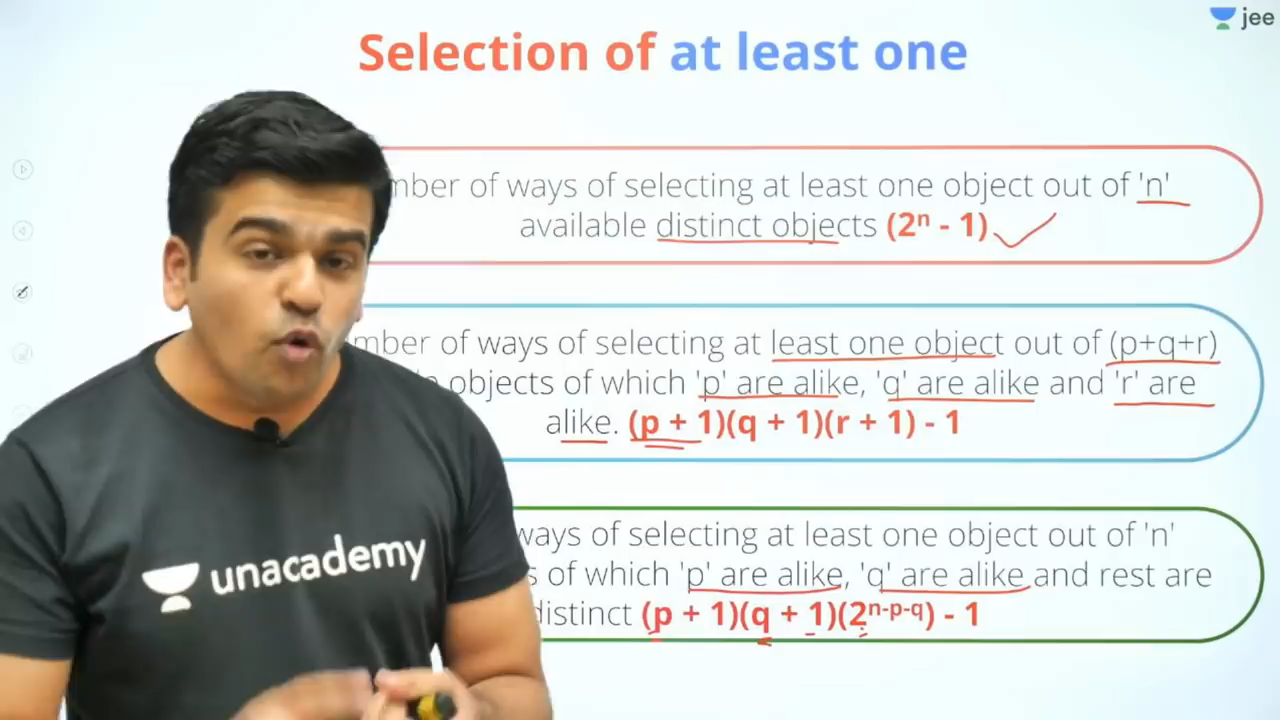 jee
Selection of at least one
of ways of selecting at least one object out of 'n'
available distinct objects (2ⁿ - 1)
of ways of selecting at least one object out of (p+q+r)
objects of which 'p' are alike, 'q' are alike and 'r' are
alike. (p + 1)(q + 1)(r + 1) - 1
ways of selecting at least one object out of 'n'
of which 'p' are alike, 'q' are alike and rest are
distinct (p + 1)(q + 1)(2ⁿ⁻ᵖ⁻q) - 1
unacademy